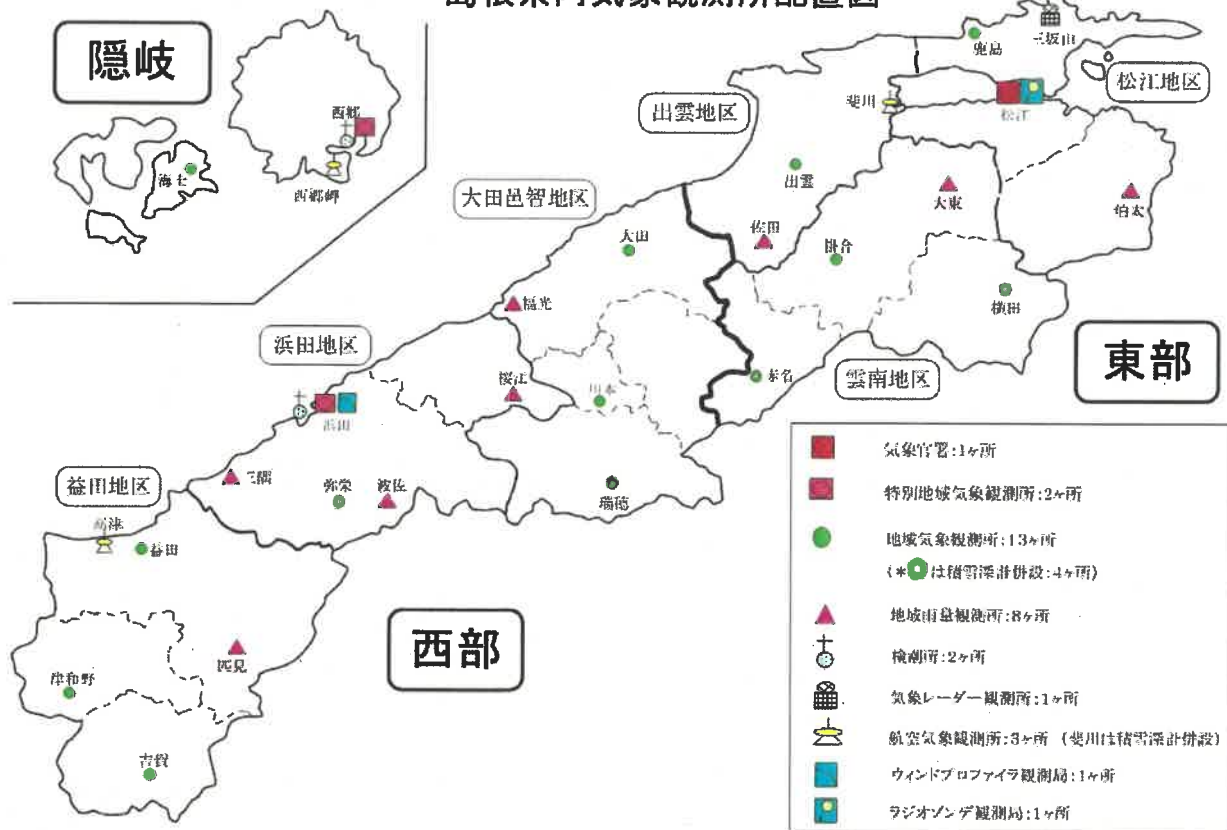 島根県内気象観測所配置図
隠岐
西郷
海士
西郷岬
三坂山
鹿島
松江地区
斐川
松江
出雲地区
出雲
大東
伯太
大田邑智地区
佐田
掛合
大田
横田
福光
東部
浜田地区
桜江
川本
赤名
雲南地区
浜田
益田地区
三隅
弥栄
波佐
瑞穂
高津
益田
西部
匹見
津和野
吉賀
気象官署:1ヶ所
特別地域気象観測所:2ヶ所
地域気象観測所:13ヶ所
(*は積雪深計併設:4ヶ所)
地域雨量観測所:8ヶ所
検潮所:2ヶ所
気象レーダー観測所:1ヶ所
航空気象観測所:3ヶ所 (斐川は積雪深計併設)
ウィンドプロファイラ観測局:1ヶ所
ラジオゾンデ観測局:1ヶ所